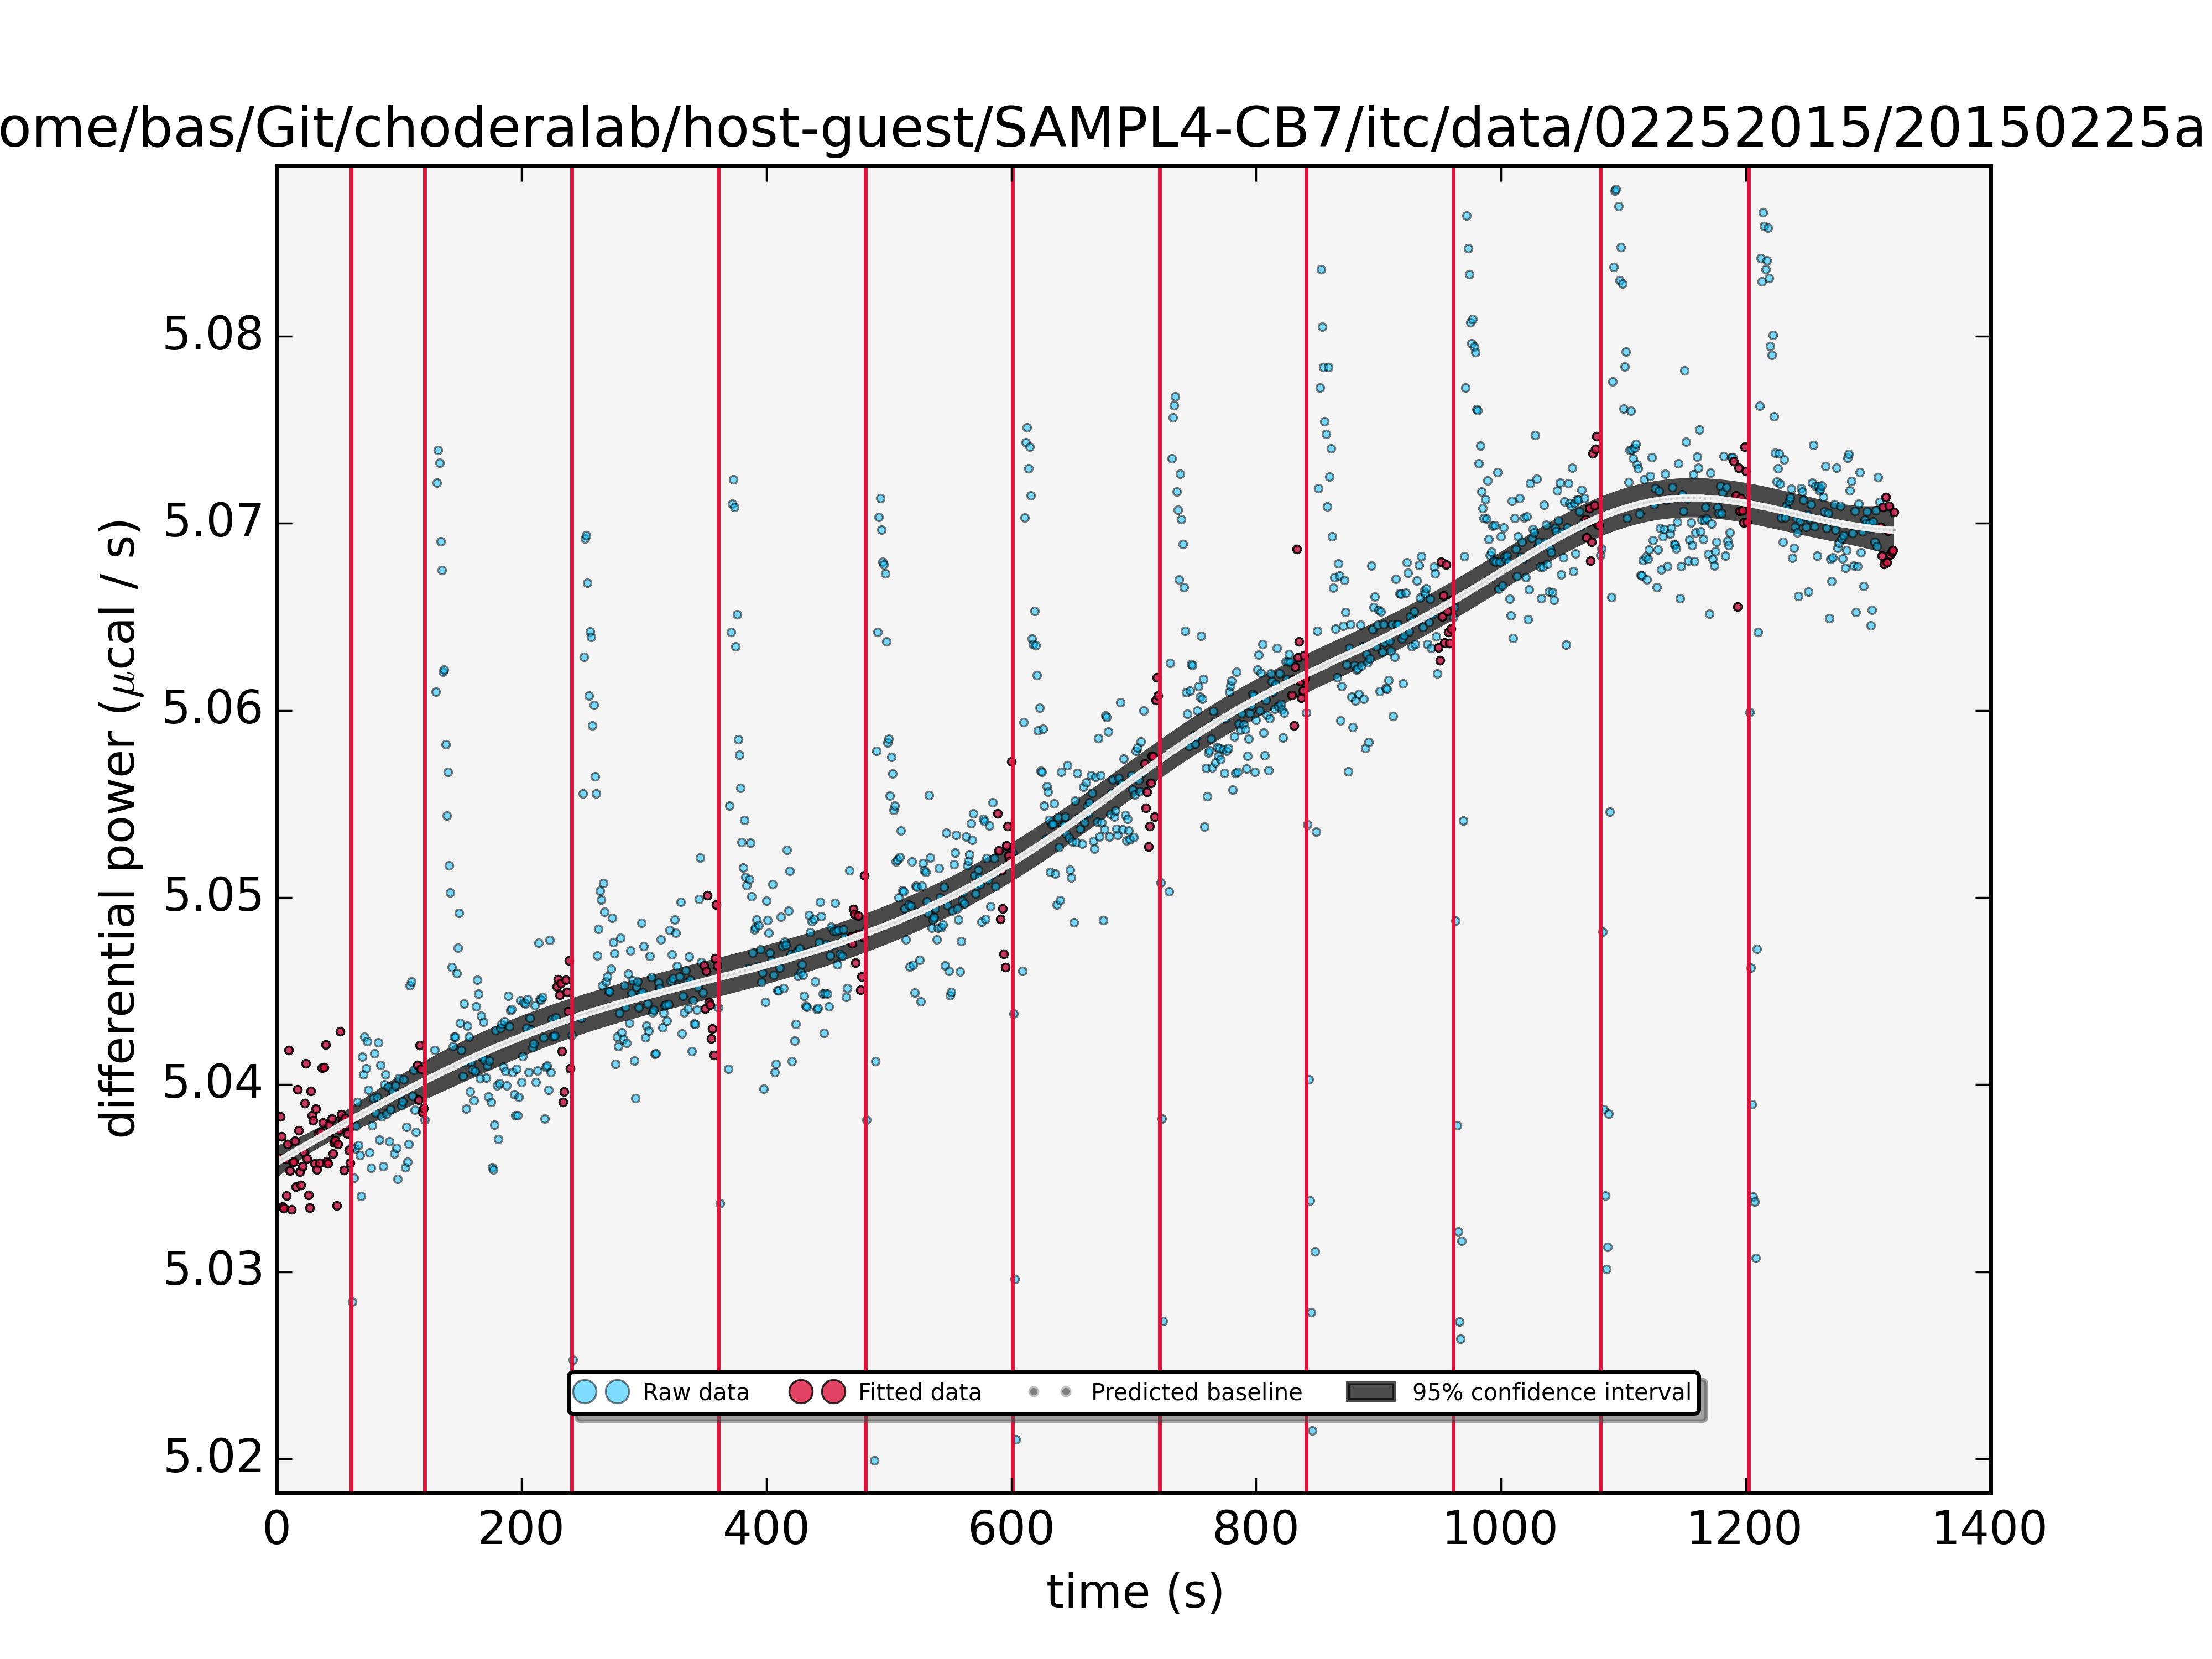 ome/bas/Git/choderalab/host-guest/SAMPL4-CB7/itc/data/02252015/20150225a
differential power (μcal / s)
5.08
5.07
5.06
5.05
5.04
5.03
5.02
Raw data Fitted data Predicted baseline 95% confidence interval
0 200 400 600 800 1000 1200 1400
time (s)